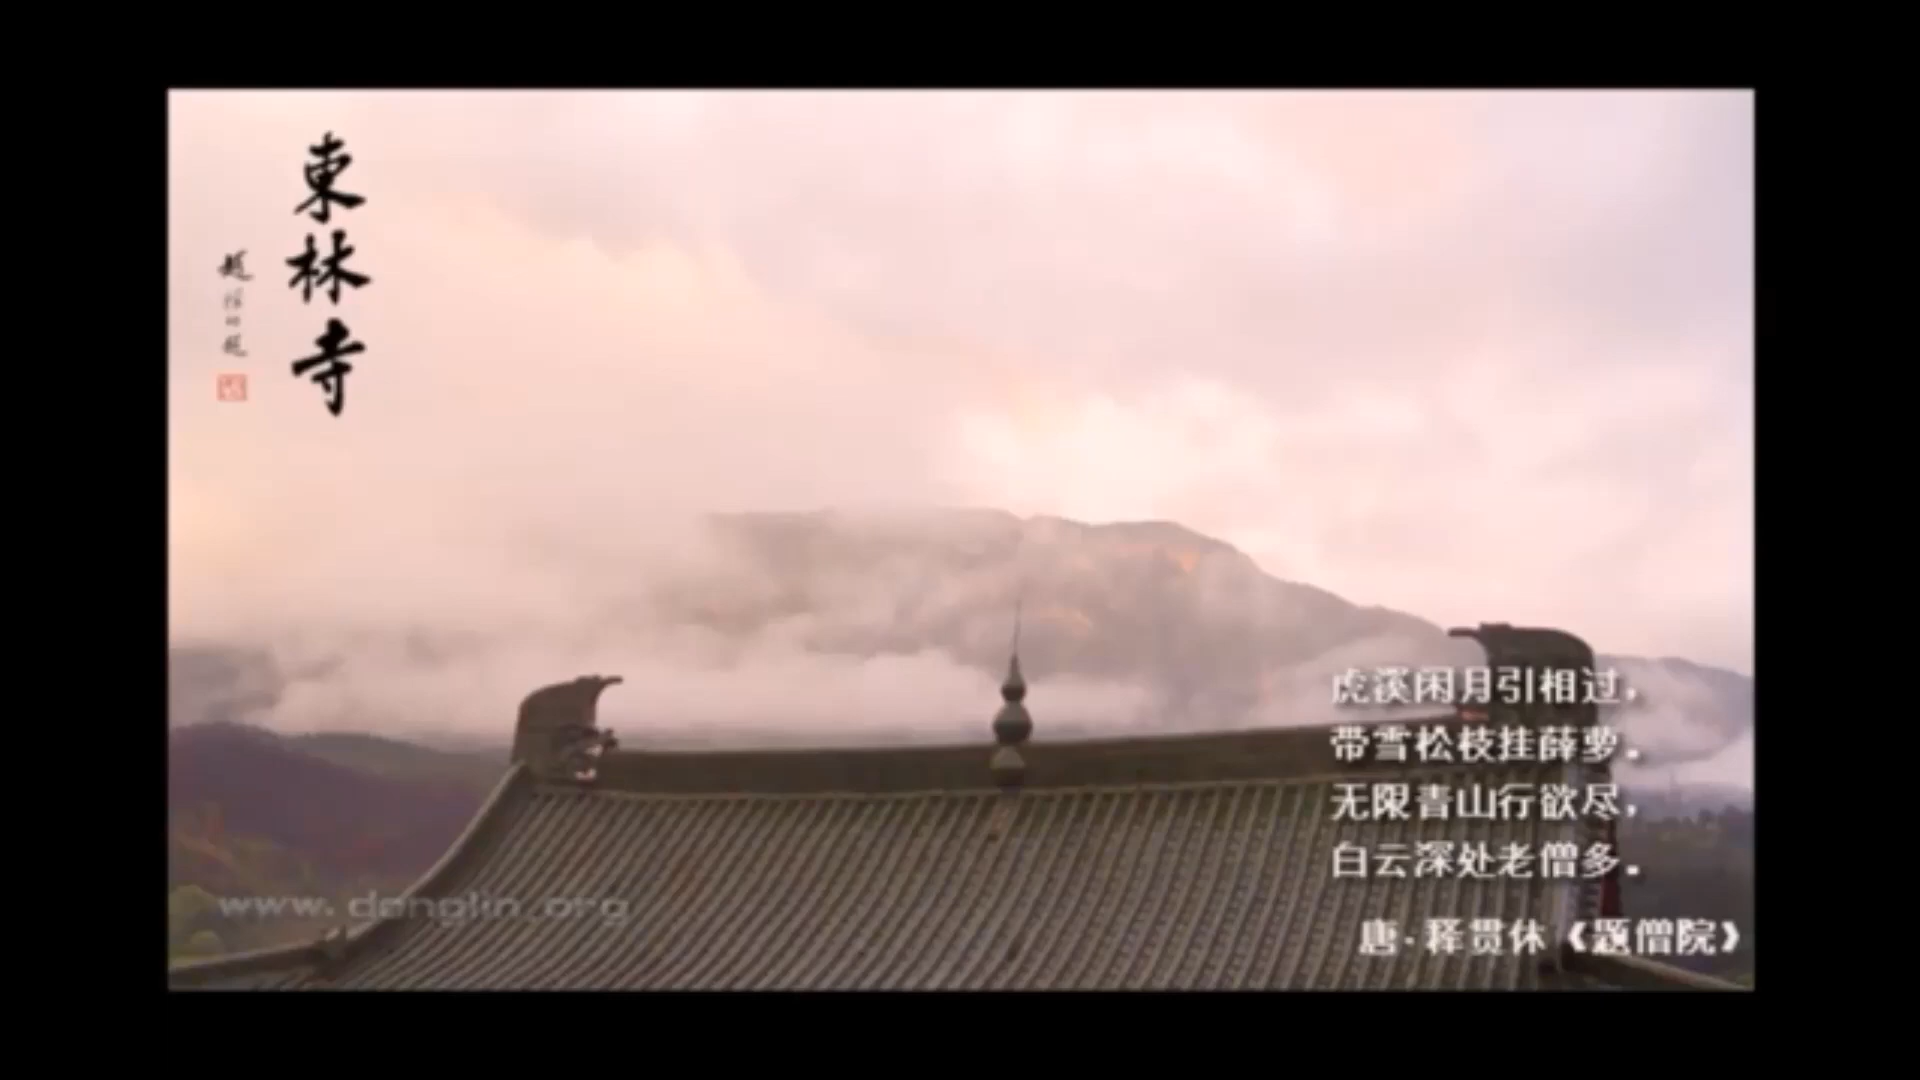 東林寺
虎溪闲月引相过，
带雪松枝挂薜萝。
无限青山行欲尽，
白云深处老僧多。
唐·释贯休《题僧院》
www.donglin.org